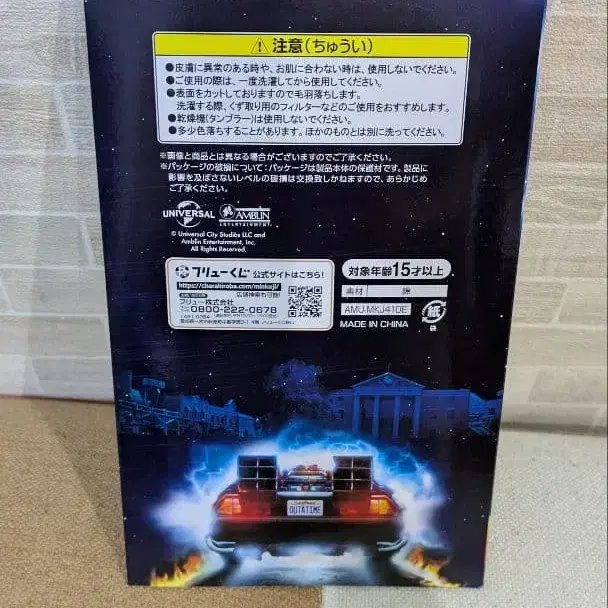 注意(ちゅうい)
●皮膚に異常のある時や、お肌に合わない時は、使用しないでください。
●ご使用の際は、一度洗濯してから使用してください。
●表面をカットしておりますので毛羽落ちします。
洗濯する際、くず取り用のフィルターなどのご使用をおすすめします。
●乾燥機(タンブラー)は使用しないでください。
●多少色落ちすることがあります。ほかのものとは別に洗ってください。
※画像と商品とは異なる場合がございますのでご了承ください。
※パッケージの破損について:パッケージは製品本体の保護材です。製品に
影響を及ぼさないレベルの破損は交換致しかねますので、あらかじめ
ご了承ください。
UNIVERSAL
AMBLIN
ENTERTAINMENT
© Universal City Studios LLC and
Amblin Entertainment, Inc.
All Rights Reserved.
フリューくじ 公式サイトはこちら!
https://charahiroba.com/minkuji/
広域検索も可能!
フリュー株式会社
0800-222-0678
対象年齢15才以上
素材 綿
AMU-MKJ410E
MADE IN CHINA
紙
袋
OUTATIME